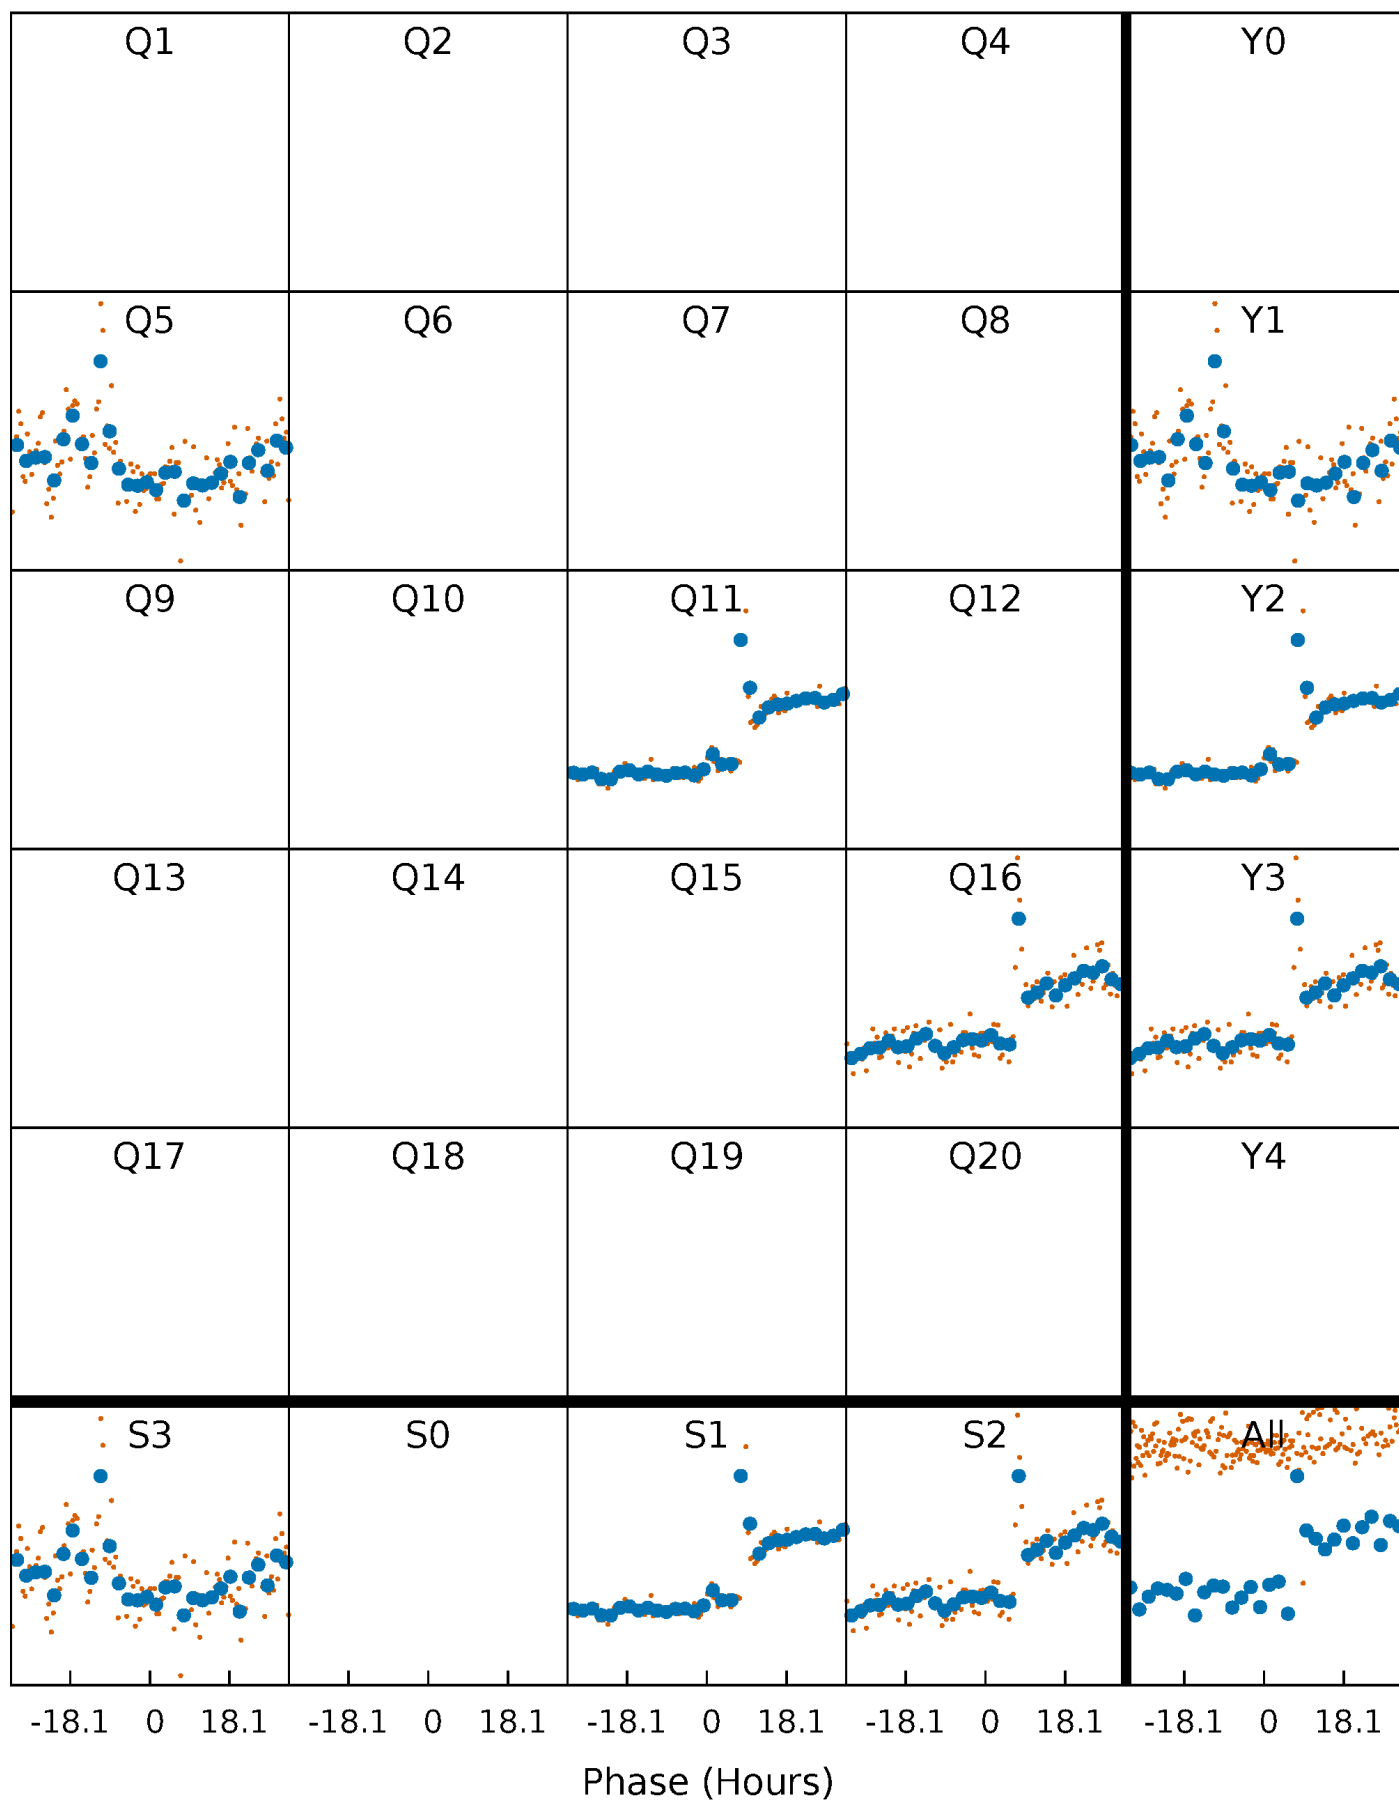 Q1 Q2 Q3 Q4 Y0
Q5 Q6 Q7 Q8 Y1
Q9 Q10 Q11 Q12 Y2
Q13 Q14 Q15 Q16 Y3
Q17 Q18 Q19 Q20 Y4
S3 S0 S1 S2 All
-18.1 0 18.1 -18.1 0 18.1 -18.1 0 18.1 -18.1 0 18.1 -18.1 0 18.1
Phase (Hours)